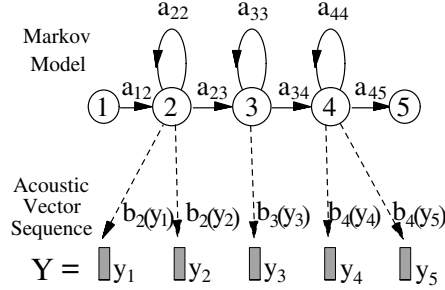 a22 a33 a44
Markov
Model
a12 a23 a34 a45
1 2 3 4 5
Acoustic
Vector
Sequence
b2(y1) b2(y2) b3(y3) b4(y4) b4(y5)
Y = y1 y2 y3 y4 y5